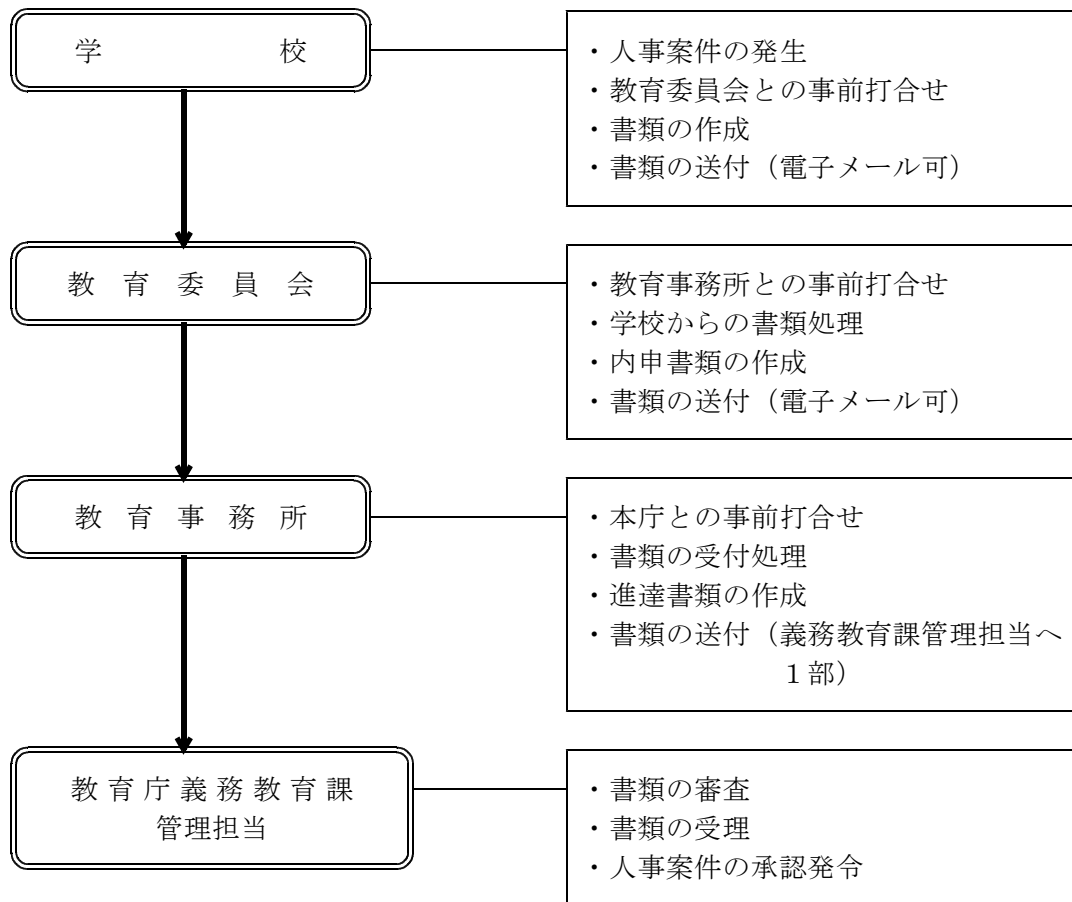 学校
・人事案件の発生
・教育委員会との事前打合せ
・書類の作成
・書類の送付（電子メール可）
教育委員会
・教育事務所との事前打合せ
・学校からの書類処理
・内申書類の作成
・書類の送付（電子メール可）
教育事務所
・本庁との事前打合せ
・書類の受付処理
・進達書類の作成
・書類の送付（義務教育課管理担当へ
１部）
教育庁義務教育課
管理担当
・書類の審査
・書類の受理
・人事案件の承認発令